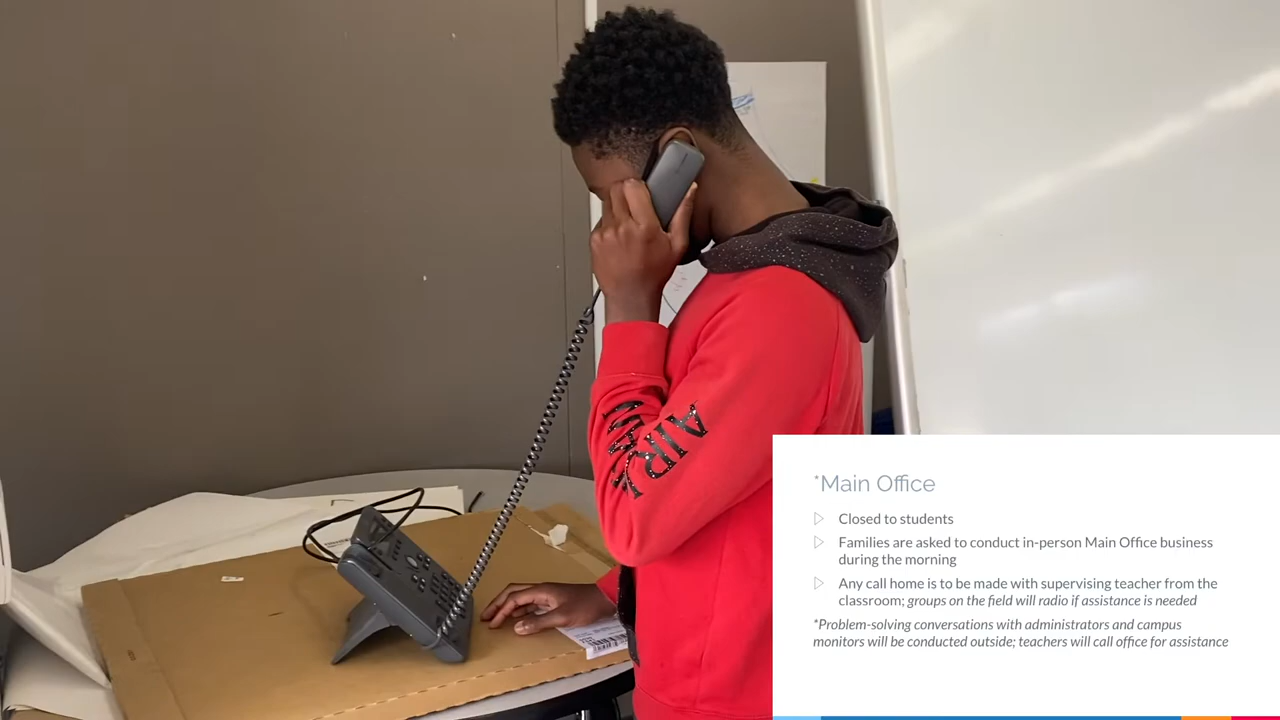 AIR
*Main Office
Closed to students
Families are asked to conduct in-person Main Office business
during the morning
Any call home is to be made with supervising teacher from the
classroom; groups on the field will radio if assistance is needed
*Problem-solving conversations with administrators and campus
monitors will be conducted outside; teachers will call office for assistance